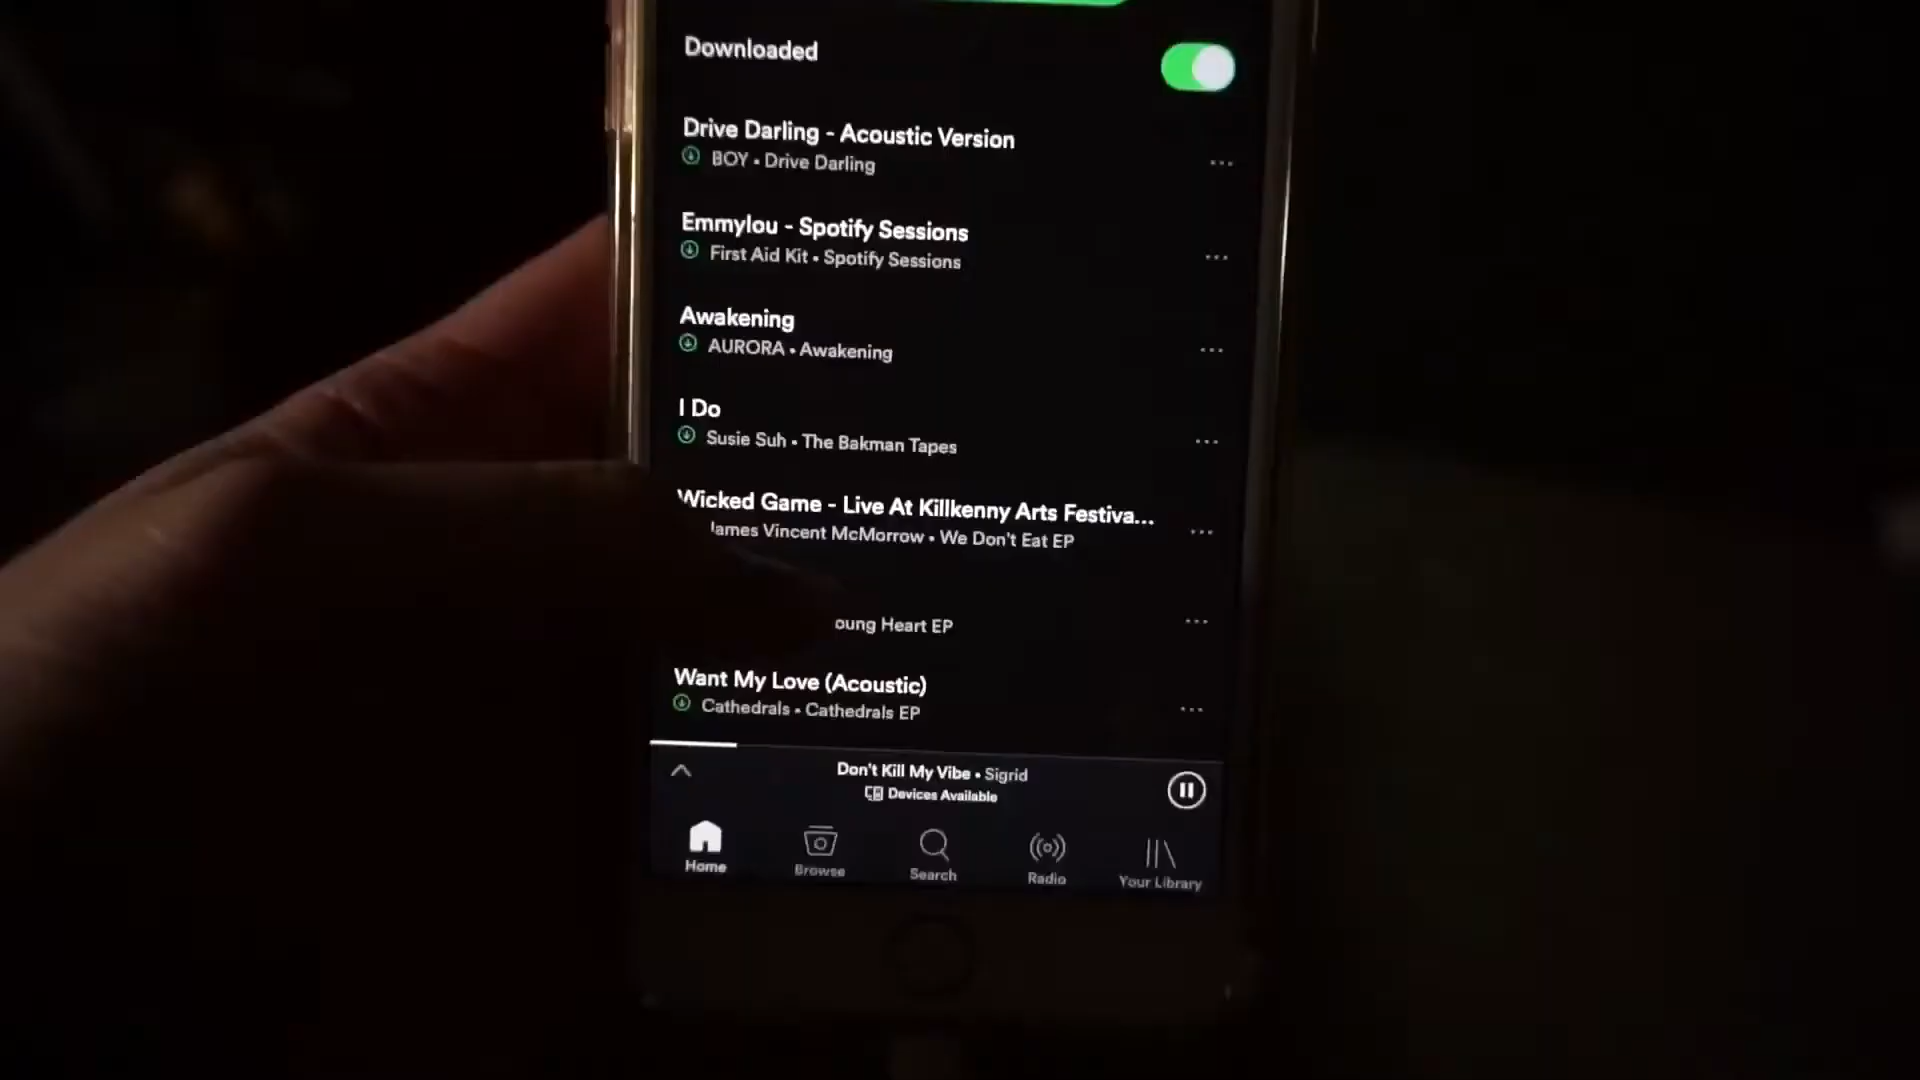 Downloaded
Drive Darling - Acoustic Version
BOY • Drive Darling
Emmylou - Spotify Sessions
First Aid Kit • Spotify Sessions
Awakening
AURORA • Awakening
I Do
Susie Suh • The Bakman Tapes
Wicked Game - Live At Killkenny Arts Festiva...
James Vincent McMorrow • We Don't Eat EP
Heart EP
Want My Love (Acoustic)
Cathedrals • Cathedrals EP
Don't Kill My Vibe • Sigrid
Devices Available
Home
Browse
Search
Radio
Your Library